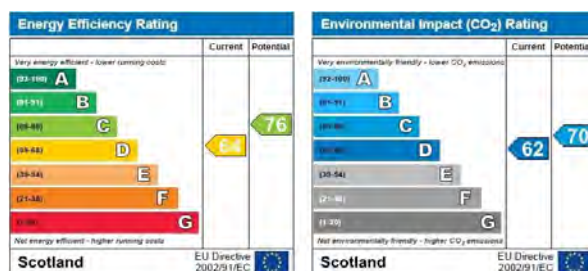 Energy Efficiency Rating
Current Potential
Very energy efficient - lower running costs
(92-100) A
(81-91) B
(69-80) C
(55-68) D
(39-54) E
(21-38) F
(1-20) G
64
76
Not energy efficient - higher running costs
Scotland
EU Directive
2002/91/EC
Environmental Impact (CO₂) Rating
Current Potential
Very environmentally friendly - lower CO₂ emissions
(92-100) A
(81-91) B
(69-80) C
(55-68) D
(39-54) E
(21-38) F
(1-20) G
62
70
Not environmentally friendly - higher CO₂ emissions
Scotland
EU Directive
2002/91/EC